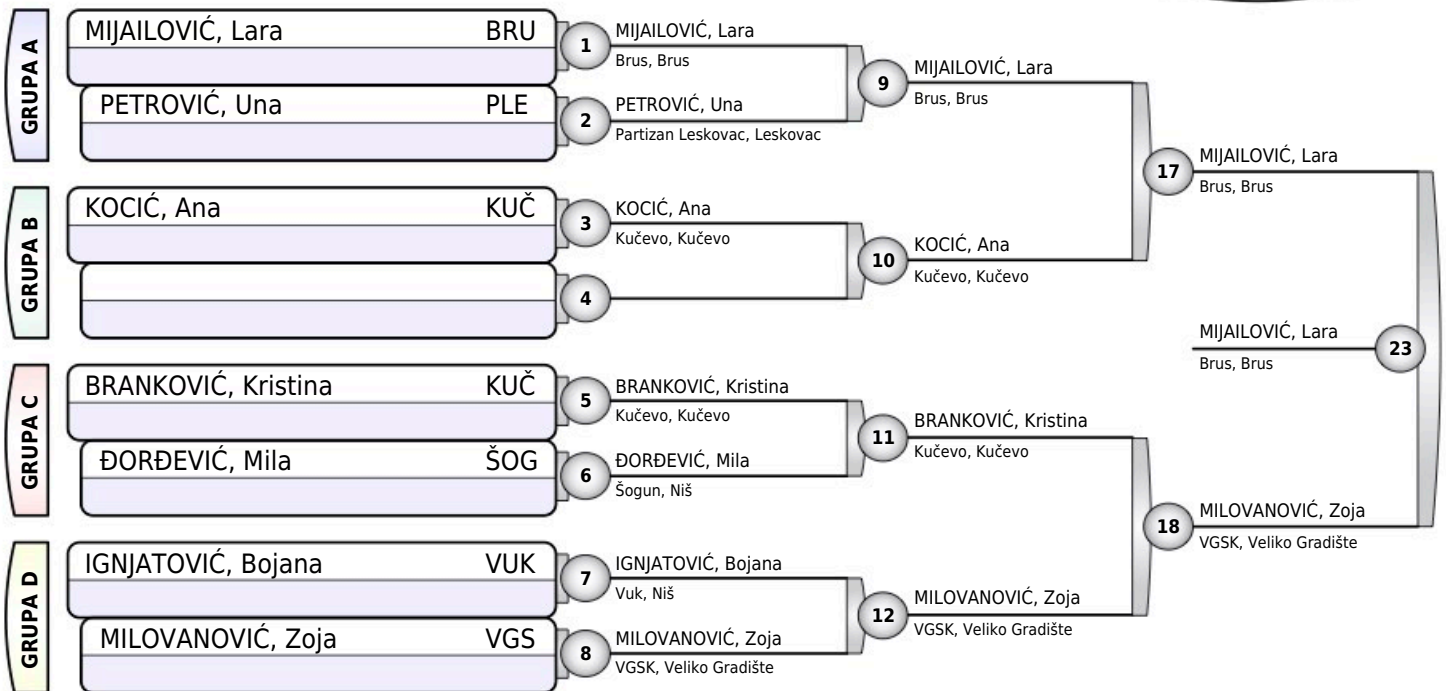 GRUPA A
MIJAILOVIĆ, Lara BRU
PETROVIĆ, Una PLE
GRUPA B
KOCIĆ, Ana KUČ
GRUPA C
BRANKOVIĆ, Kristina KUČ
ĐORĐEVIĆ, Mila ŠOG
GRUPA D
IGNJATOVIĆ, Bojana VUK
MILOVANOVIĆ, Zoja VGS
1
MIJAILOVIĆ, Lara
Brus, Brus
2
PETROVIĆ, Una
Partizan Leskovac, Leskovac
3
KOCIĆ, Ana
Kučevo, Kučevo
4
5
BRANKOVIĆ, Kristina
Kučevo, Kučevo
6
ĐORĐEVIĆ, Mila
Šogun, Niš
7
IGNJATOVIĆ, Bojana
Vuk, Niš
8
MILOVANOVIĆ, Zoja
VGSK, Veliko Gradište
9
MIJAILOVIĆ, Lara
Brus, Brus
10
KOCIĆ, Ana
Kučevo, Kučevo
11
BRANKOVIĆ, Kristina
Kučevo, Kučevo
12
MILOVANOVIĆ, Zoja
VGSK, Veliko Gradište
17
MIJAILOVIĆ, Lara
Brus, Brus
18
MILOVANOVIĆ, Zoja
VGSK, Veliko Gradište
MIJAILOVIĆ, Lara
Brus, Brus
23